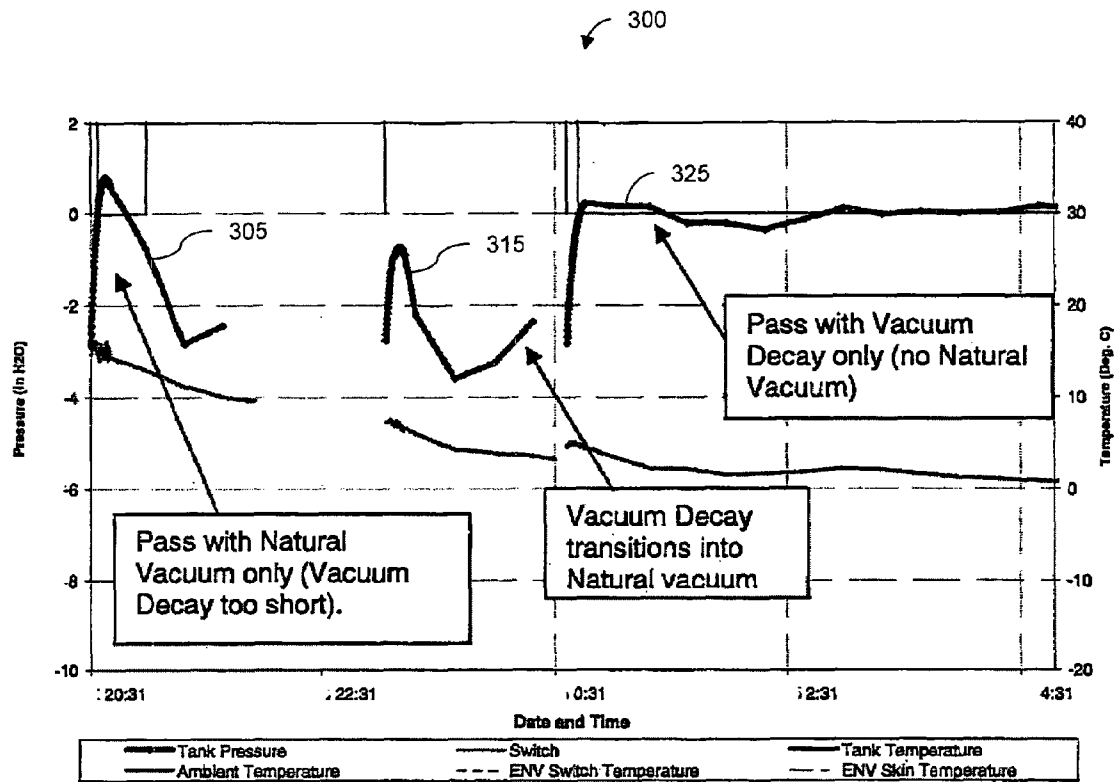 300
2
0
-2
-4
-6
-8
-10
Pressure (In H2O)
40
30
20
10
0
-10
-20
Temperature (Deg. C)
305
315
325
Pass with Vacuum
Decay only (no Natural
Vacuum)
Vacuum Decay
transitions into
Natural vacuum
Pass with Natural
Vacuum only (Vacuum
Decay too short).
20:31
22:31
0:31
2:31
4:31
Date and Time
Tank Pressure
Switch
Tank Temperature
Ambient Temperature
ENV Switch Temperature
ENV Skin Temperature